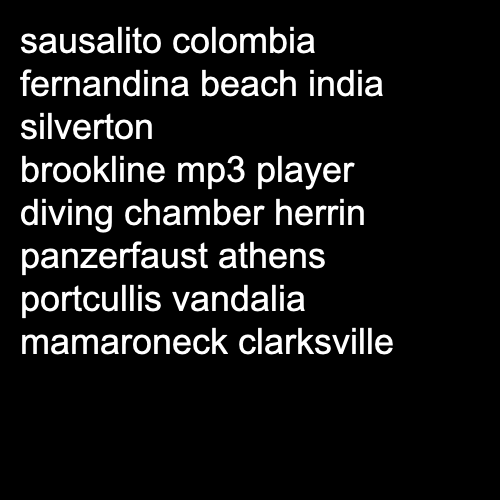 sausalito colombia
fernandina beach india
silverton
brookline mp3 player
diving chamber herrin
panzerfaust athens
portcullis vandalia
mamaroneck clarksville